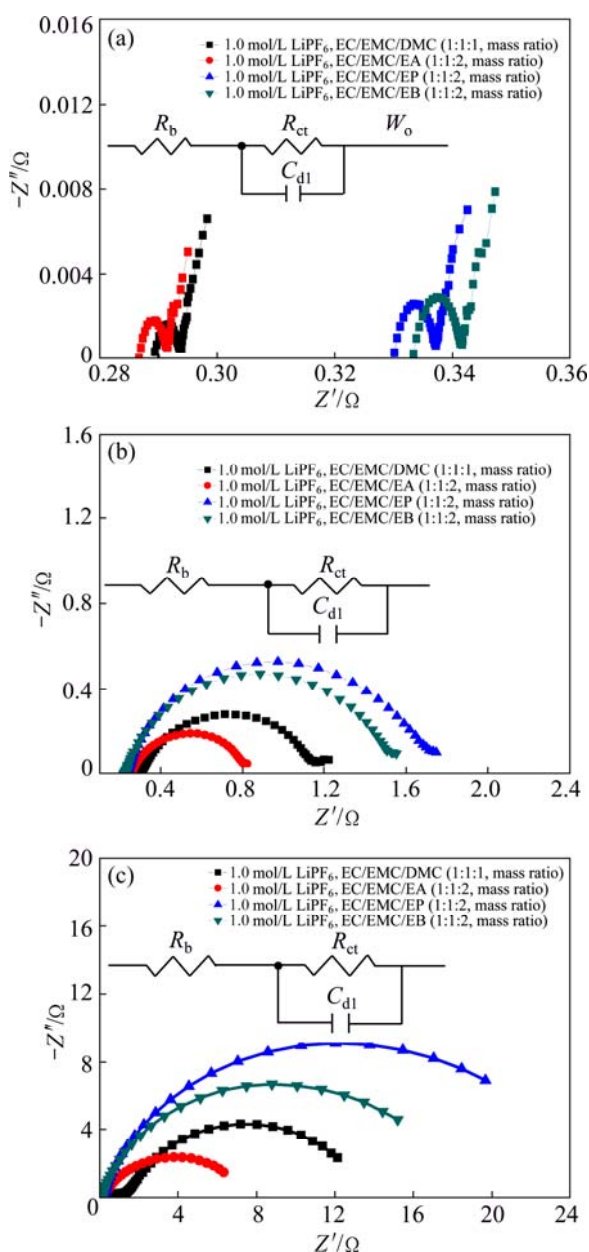 (a)
1.0 mol/L LiPF₆, EC/EMC/DMC (1:1:1, mass ratio)
1.0 mol/L LiPF₆, EC/EMC/EA (1:1:2, mass ratio)
1.0 mol/L LiPF₆, EC/EMC/EP (1:1:2, mass ratio)
1.0 mol/L LiPF₆, EC/EMC/EB (1:1:2, mass ratio)
R_b R_ct W_o
C_d1
0.016
0.012
0.008
0.004
0
−Z″/Ω
0.28 0.30 0.32 0.34 0.36
Z′/Ω
(b)
1.0 mol/L LiPF₆, EC/EMC/DMC (1:1:1, mass ratio)
1.0 mol/L LiPF₆, EC/EMC/EA (1:1:2, mass ratio)
1.0 mol/L LiPF₆, EC/EMC/EP (1:1:2, mass ratio)
1.0 mol/L LiPF₆, EC/EMC/EB (1:1:2, mass ratio)
R_b R_ct
C_d1
1.6
1.2
0.8
0.4
0
−Z″/Ω
0.4 0.8 1.2 1.6 2.0 2.4
Z′/Ω
(c)
1.0 mol/L LiPF₆, EC/EMC/DMC (1:1:1, mass ratio)
1.0 mol/L LiPF₆, EC/EMC/EA (1:1:2, mass ratio)
1.0 mol/L LiPF₆, EC/EMC/EP (1:1:2, mass ratio)
1.0 mol/L LiPF₆, EC/EMC/EB (1:1:2, mass ratio)
R_b R_ct
C_d1
20
16
12
8
4
0
−Z″/Ω
4 8 12 16 20 24
Z′/Ω